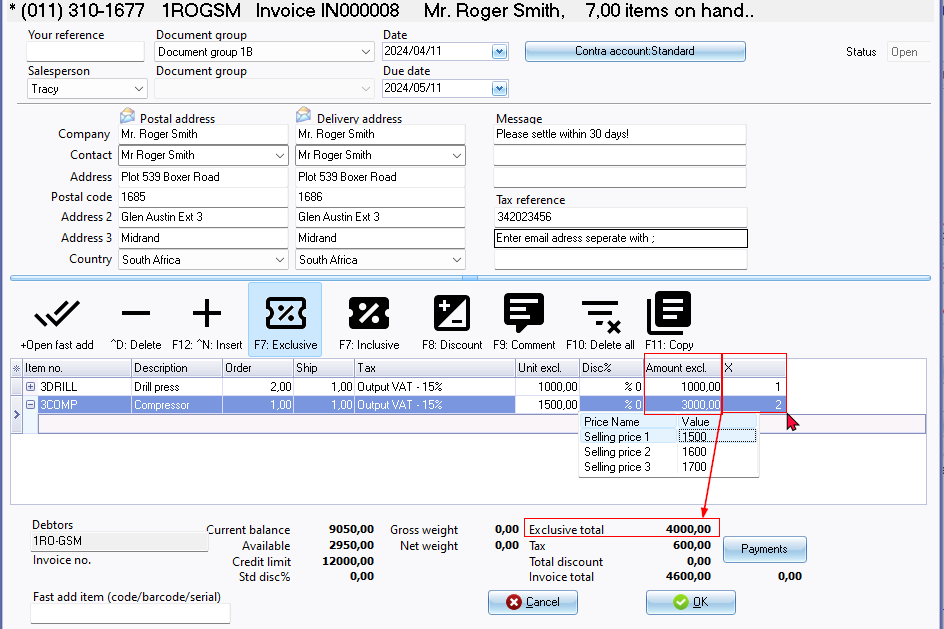 * (011) 310-1677 1ROGSM Invoice IN000008 Mr. Roger Smith, 7,00 items on hand..
Your reference Document group Date
Document group 1B 2024/04/11 Contra account:Standard Status Open
Salesperson Document group Due date
Tracy 2024/05/11
Postal address Delivery address Message
Company Mr. Roger Smith Mr. Roger Smith Please settle within 30 days!
Contact Mr Roger Smith Mr Roger Smith
Address Plot 539 Boxer Road Plot 539 Boxer Road
Postal code 1685 1686 Tax reference
Address 2 Glen Austin Ext 3 Glen Austin Ext 3 342023456
Address 3 Midrand Midrand Enter email adress seperate with ;
Country South Africa South Africa
+Open fast add ^D: Delete F12: ^N: Insert F7: Exclusive F7: Inclusive F8: Discount F9: Comment F10: Delete all F11: Copy
Item no. Description Order Ship Tax Unit excl. Disc% Amount excl. X
3DRILL Drill press 2,00 1,00 Output VAT - 15% 1000,00 % 0 1000,00 1
3COMP Compressor 1,00 1,00 Output VAT - 15% 1500,00 % 0 3000,00 2
Price Name Value
Selling price 1 1500
Selling price 2 1600
Selling price 3 1700
Debtors Current balance 9050,00 Gross weight 0,00 Exclusive total 4000,00
1RO-GSM Available 2950,00 Net weight 0,00 Tax 600,00 Payments
Invoice no. Credit limit 12000,00 Total discount 0,00
Std disc% 0,00 Invoice total 4600,00 0,00
Fast add item (code/barcode/serial) Cancel OK